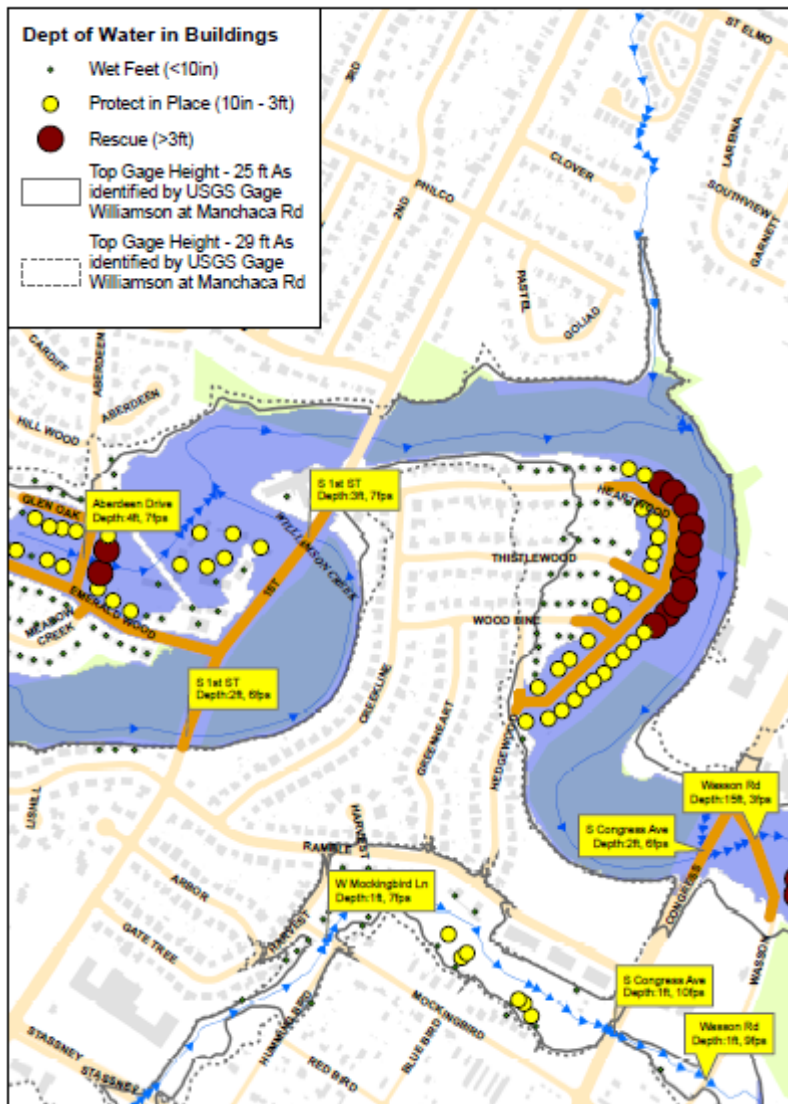 Dept of Water in Buildings
Wet Feet (<10in)
Protect in Place (10in - 3ft)
Rescue (>3ft)
Top Gage Height - 25 ft As
identified by USGS Gage
Williamson at Manchaca Rd
Top Gage Height - 29 ft As
identified by USGS Gage
Williamson at Manchaca Rd
ST ELMO
3RD
LAREINA
CLOVER
PHILCO
2ND
SOUTHVIEW
GARNETT
PASTEL
GOLIAD
CARDIFF
ABERDEEN
ABERDEEN
HILL WOOD
S 1st ST
Depth:3ft, 7fps
GLEN OAK
Aberdeen Drive
Depth:4ft, 7fps
HEARTWOOD
WILLIAMSON CREEK
THISTLEWOOD
1ST
EMERALD WOOD
MEADOW
CREEK
WOOD BINE
S 1st ST
Depth:2ft, 6fps
CREEKLINE
GREENHEART
HEDGEWOOD
Wasson Rd
Depth:15ft, 3fps
LISHILL
S Congress Ave
Depth:2ft, 6fps
HARVEST
RAMBLE
CONGRESS
ARBOR
W Mockingbird Ln
Depth:1ft, 7fps
HARVEST
GATE TREE
WASSON
S Congress Ave
Depth:1ft, 10fps
HUMMINGBIRD
MOCKINGBIRD
BLUE BIRD
Wasson Rd
Depth:1ft, 9fps
STASSNEY
STASSNEY
RED BIRD